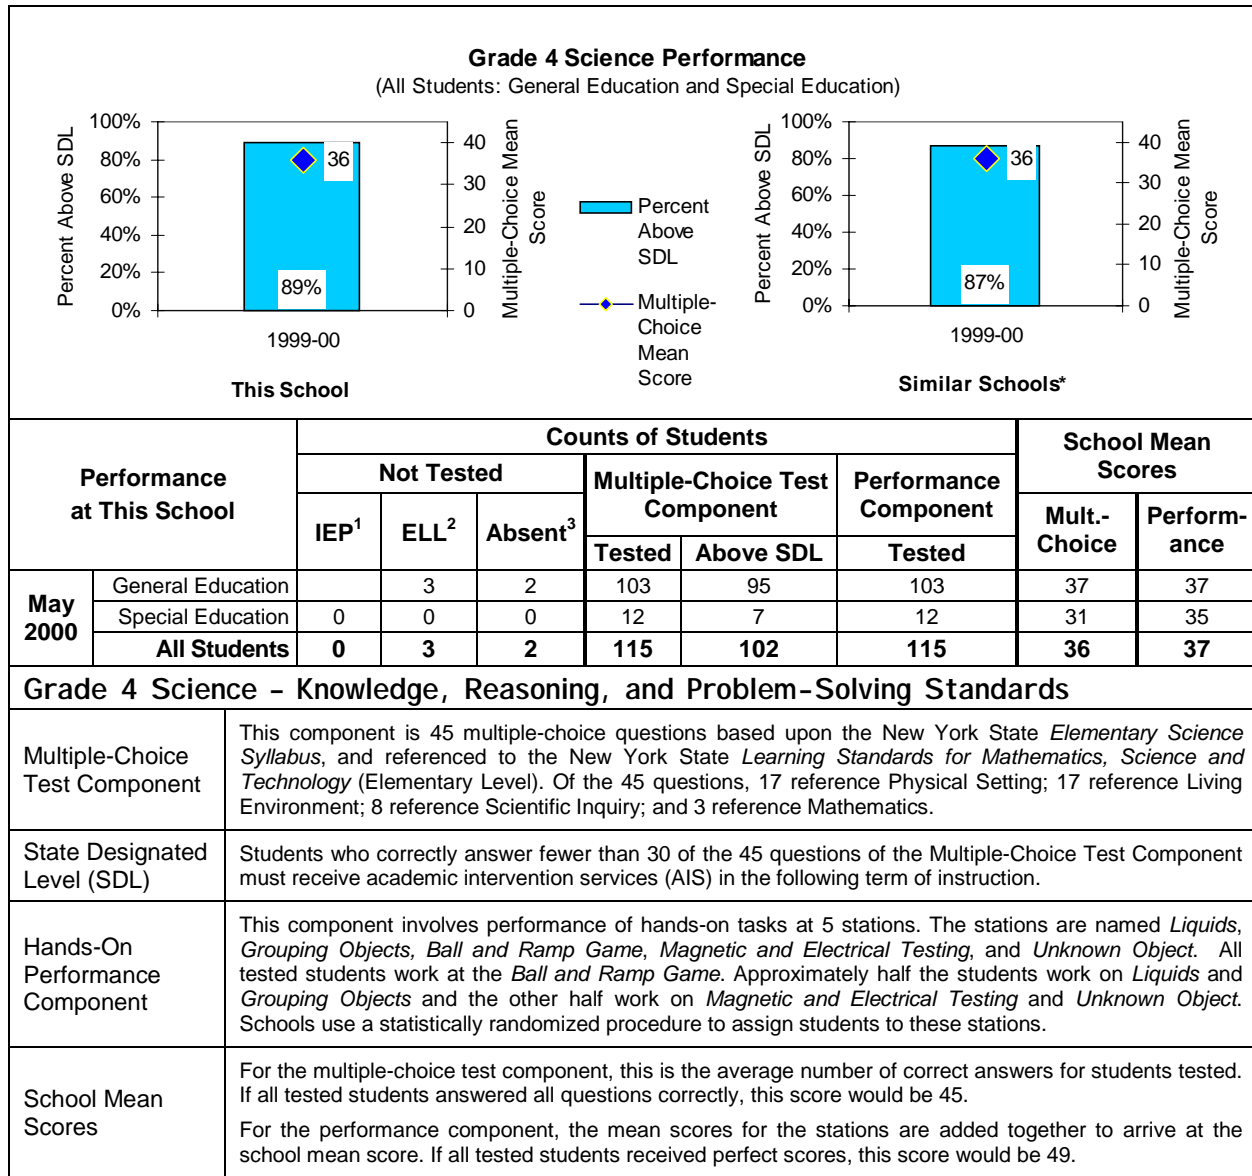 Grade 4 Science Performance
(All Students: General Education and Special Education)
Percent Above SDL
100%
80%
60%
40%
20%
0%
36
89%
40
30
20
10
0
Multiple-Choice Mean
Score
1999-00
This School
Percent
Above
SDL
Multiple-
Choice
Mean
Score
Percent Above SDL
100%
80%
60%
40%
20%
0%
36
87%
40
30
20
10
0
Multiple-Choice Mean
Score
1999-00
Similar Schools*
Performance
at This School
Counts of Students
School Mean
Scores
Not Tested
Multiple-Choice Test
Component
Performance
Component
IEP1 ELL2 Absent3
Tested Above SDL Tested
Mult.-
Choice
Perform-
ance
May
2000
General Education 3 2 103 95 103 37 37
Special Education 0 0 0 12 7 12 31 35
All Students 0 3 2 115 102 115 36 37
Grade 4 Science – Knowledge, Reasoning, and Problem-Solving Standards
Multiple-Choice
Test Component
This component is 45 multiple-choice questions based upon the New York State Elementary Science
Syllabus, and referenced to the New York State Learning Standards for Mathematics, Science and
Technology (Elementary Level). Of the 45 questions, 17 reference Physical Setting; 17 reference Living
Environment; 8 reference Scientific Inquiry; and 3 reference Mathematics.
State Designated
Level (SDL)
Students who correctly answer fewer than 30 of the 45 questions of the Multiple-Choice Test Component
must receive academic intervention services (AIS) in the following term of instruction.
Hands-On
Performance
Component
This component involves performance of hands-on tasks at 5 stations. The stations are named Liquids,
Grouping Objects, Ball and Ramp Game, Magnetic and Electrical Testing, and Unknown Object. All
tested students work at the Ball and Ramp Game. Approximately half the students work on Liquids and
Grouping Objects and the other half work on Magnetic and Electrical Testing and Unknown Object.
Schools use a statistically randomized procedure to assign students to these stations.
School Mean
Scores
For the multiple-choice test component, this is the average number of correct answers for students tested.
If all tested students answered all questions correctly, this score would be 45.
For the performance component, the mean scores for the stations are added together to arrive at the
school mean score. If all tested students received perfect scores, this score would be 49.